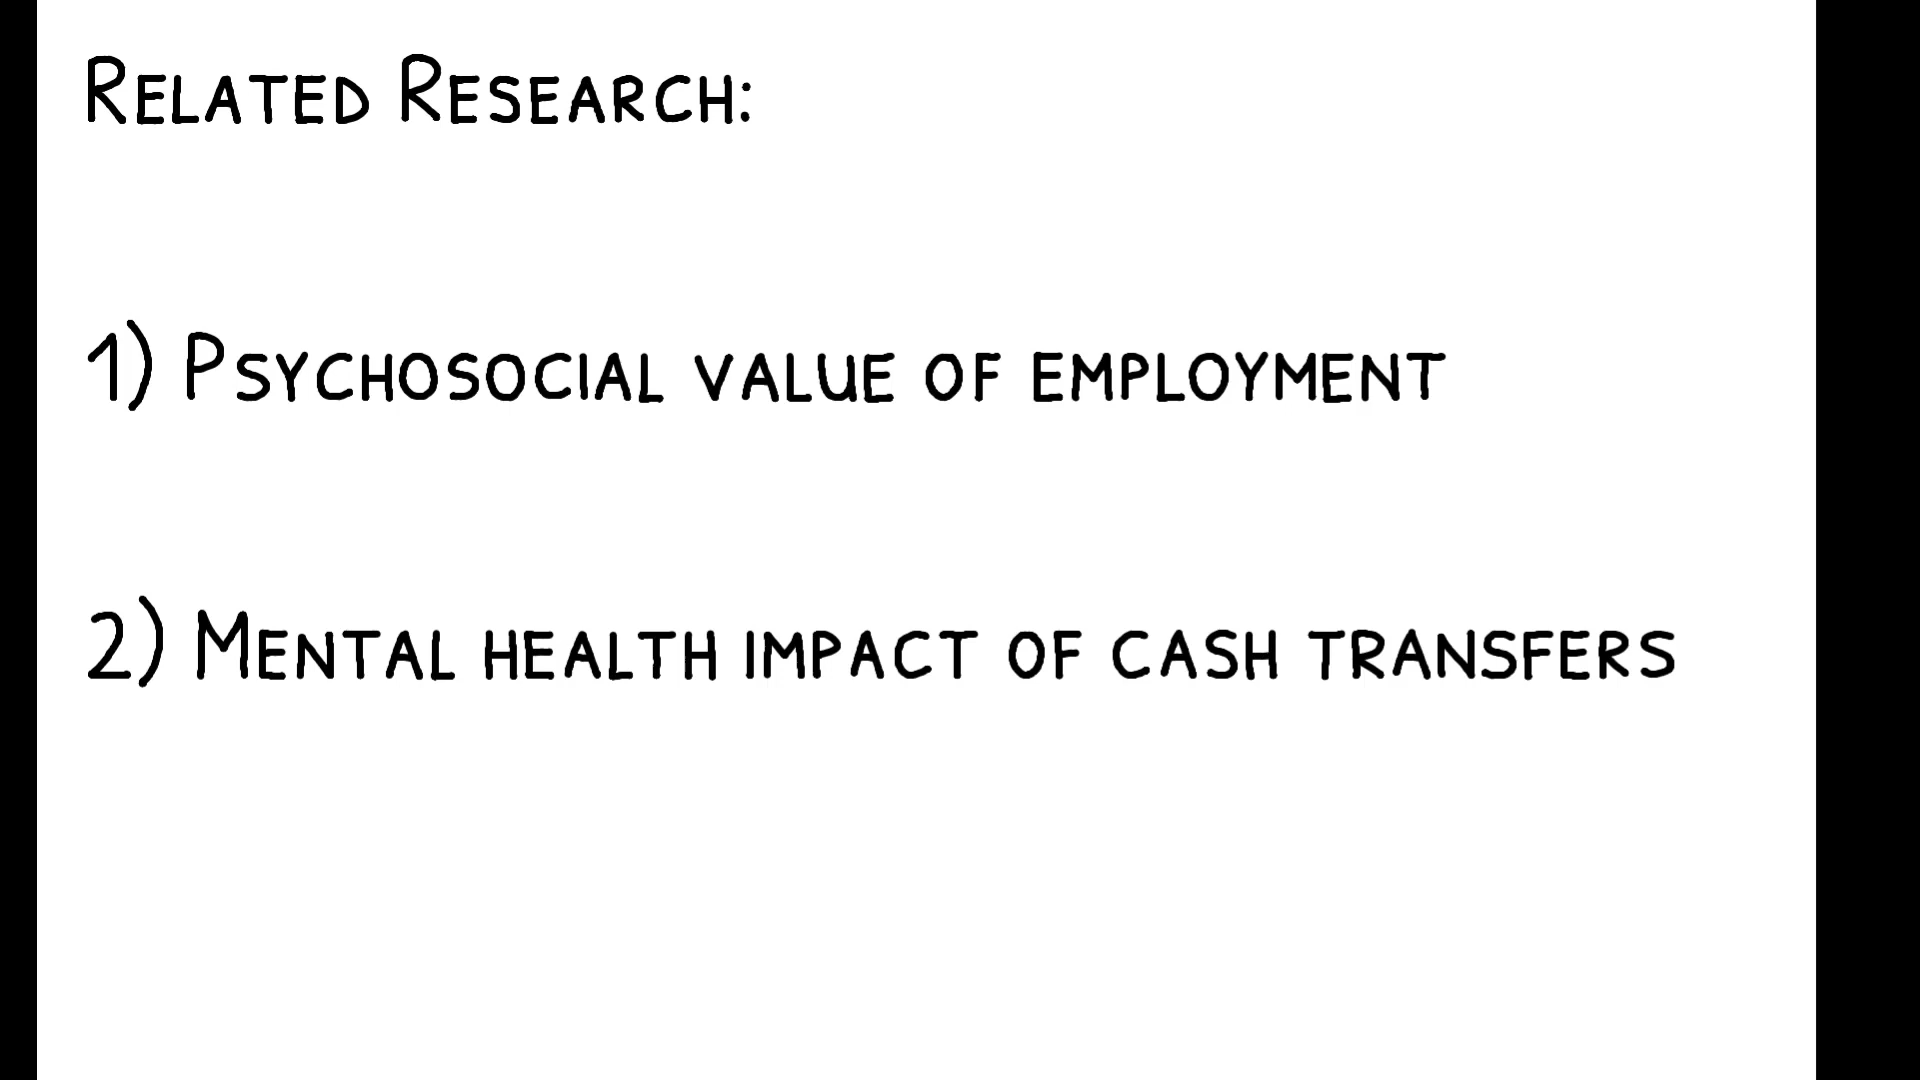 RELATED RESEARCH:
1) PSYCHOSOCIAL VALUE OF EMPLOYMENT
2) MENTAL HEALTH IMPACT OF CASH TRANSFERS